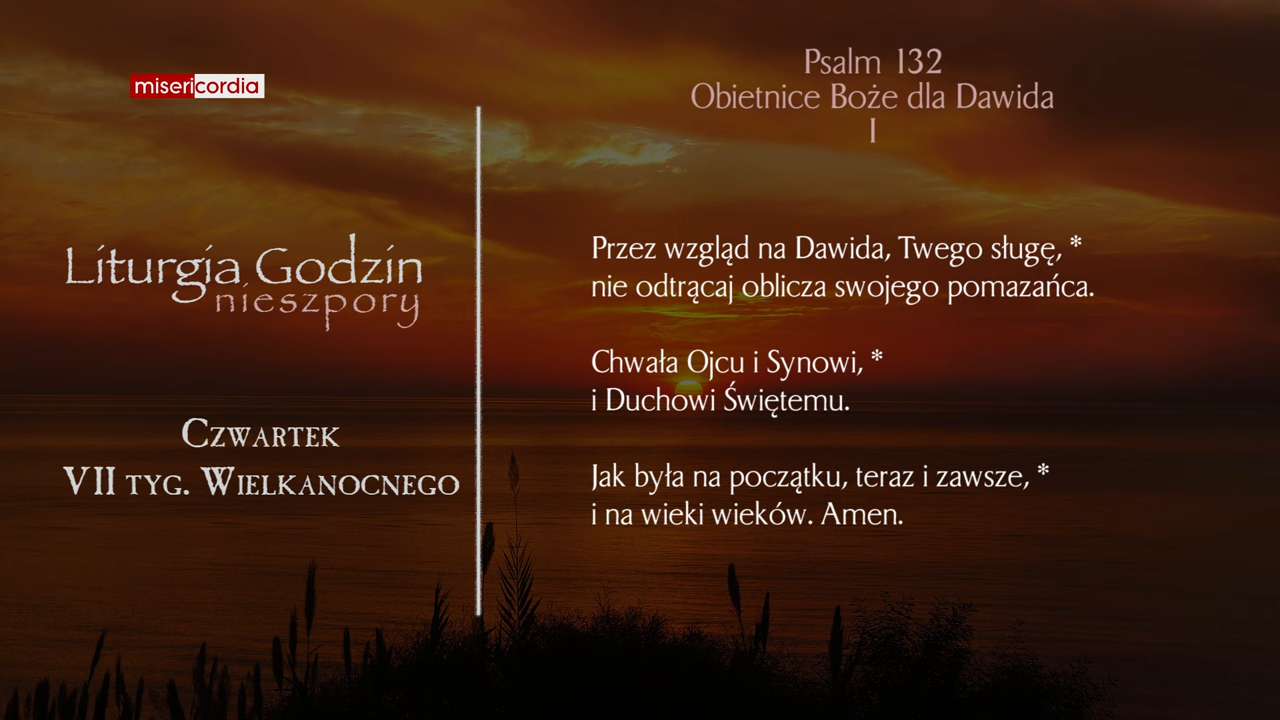 misericordia
Liturgia Godzin
nieszpory
Czwartek
VII tyg. Wielkanocnego
Psalm 132
Obietnice Boże dla Dawida
I
Przez wzgląd na Dawida, Twego sługę, *
nie odtrącaj oblicza swojego pomazańca.
Chwała Ojcu i Synowi, *
i Duchowi Świętemu.
Jak była na początku, teraz i zawsze, *
i na wieki wieków. Amen.